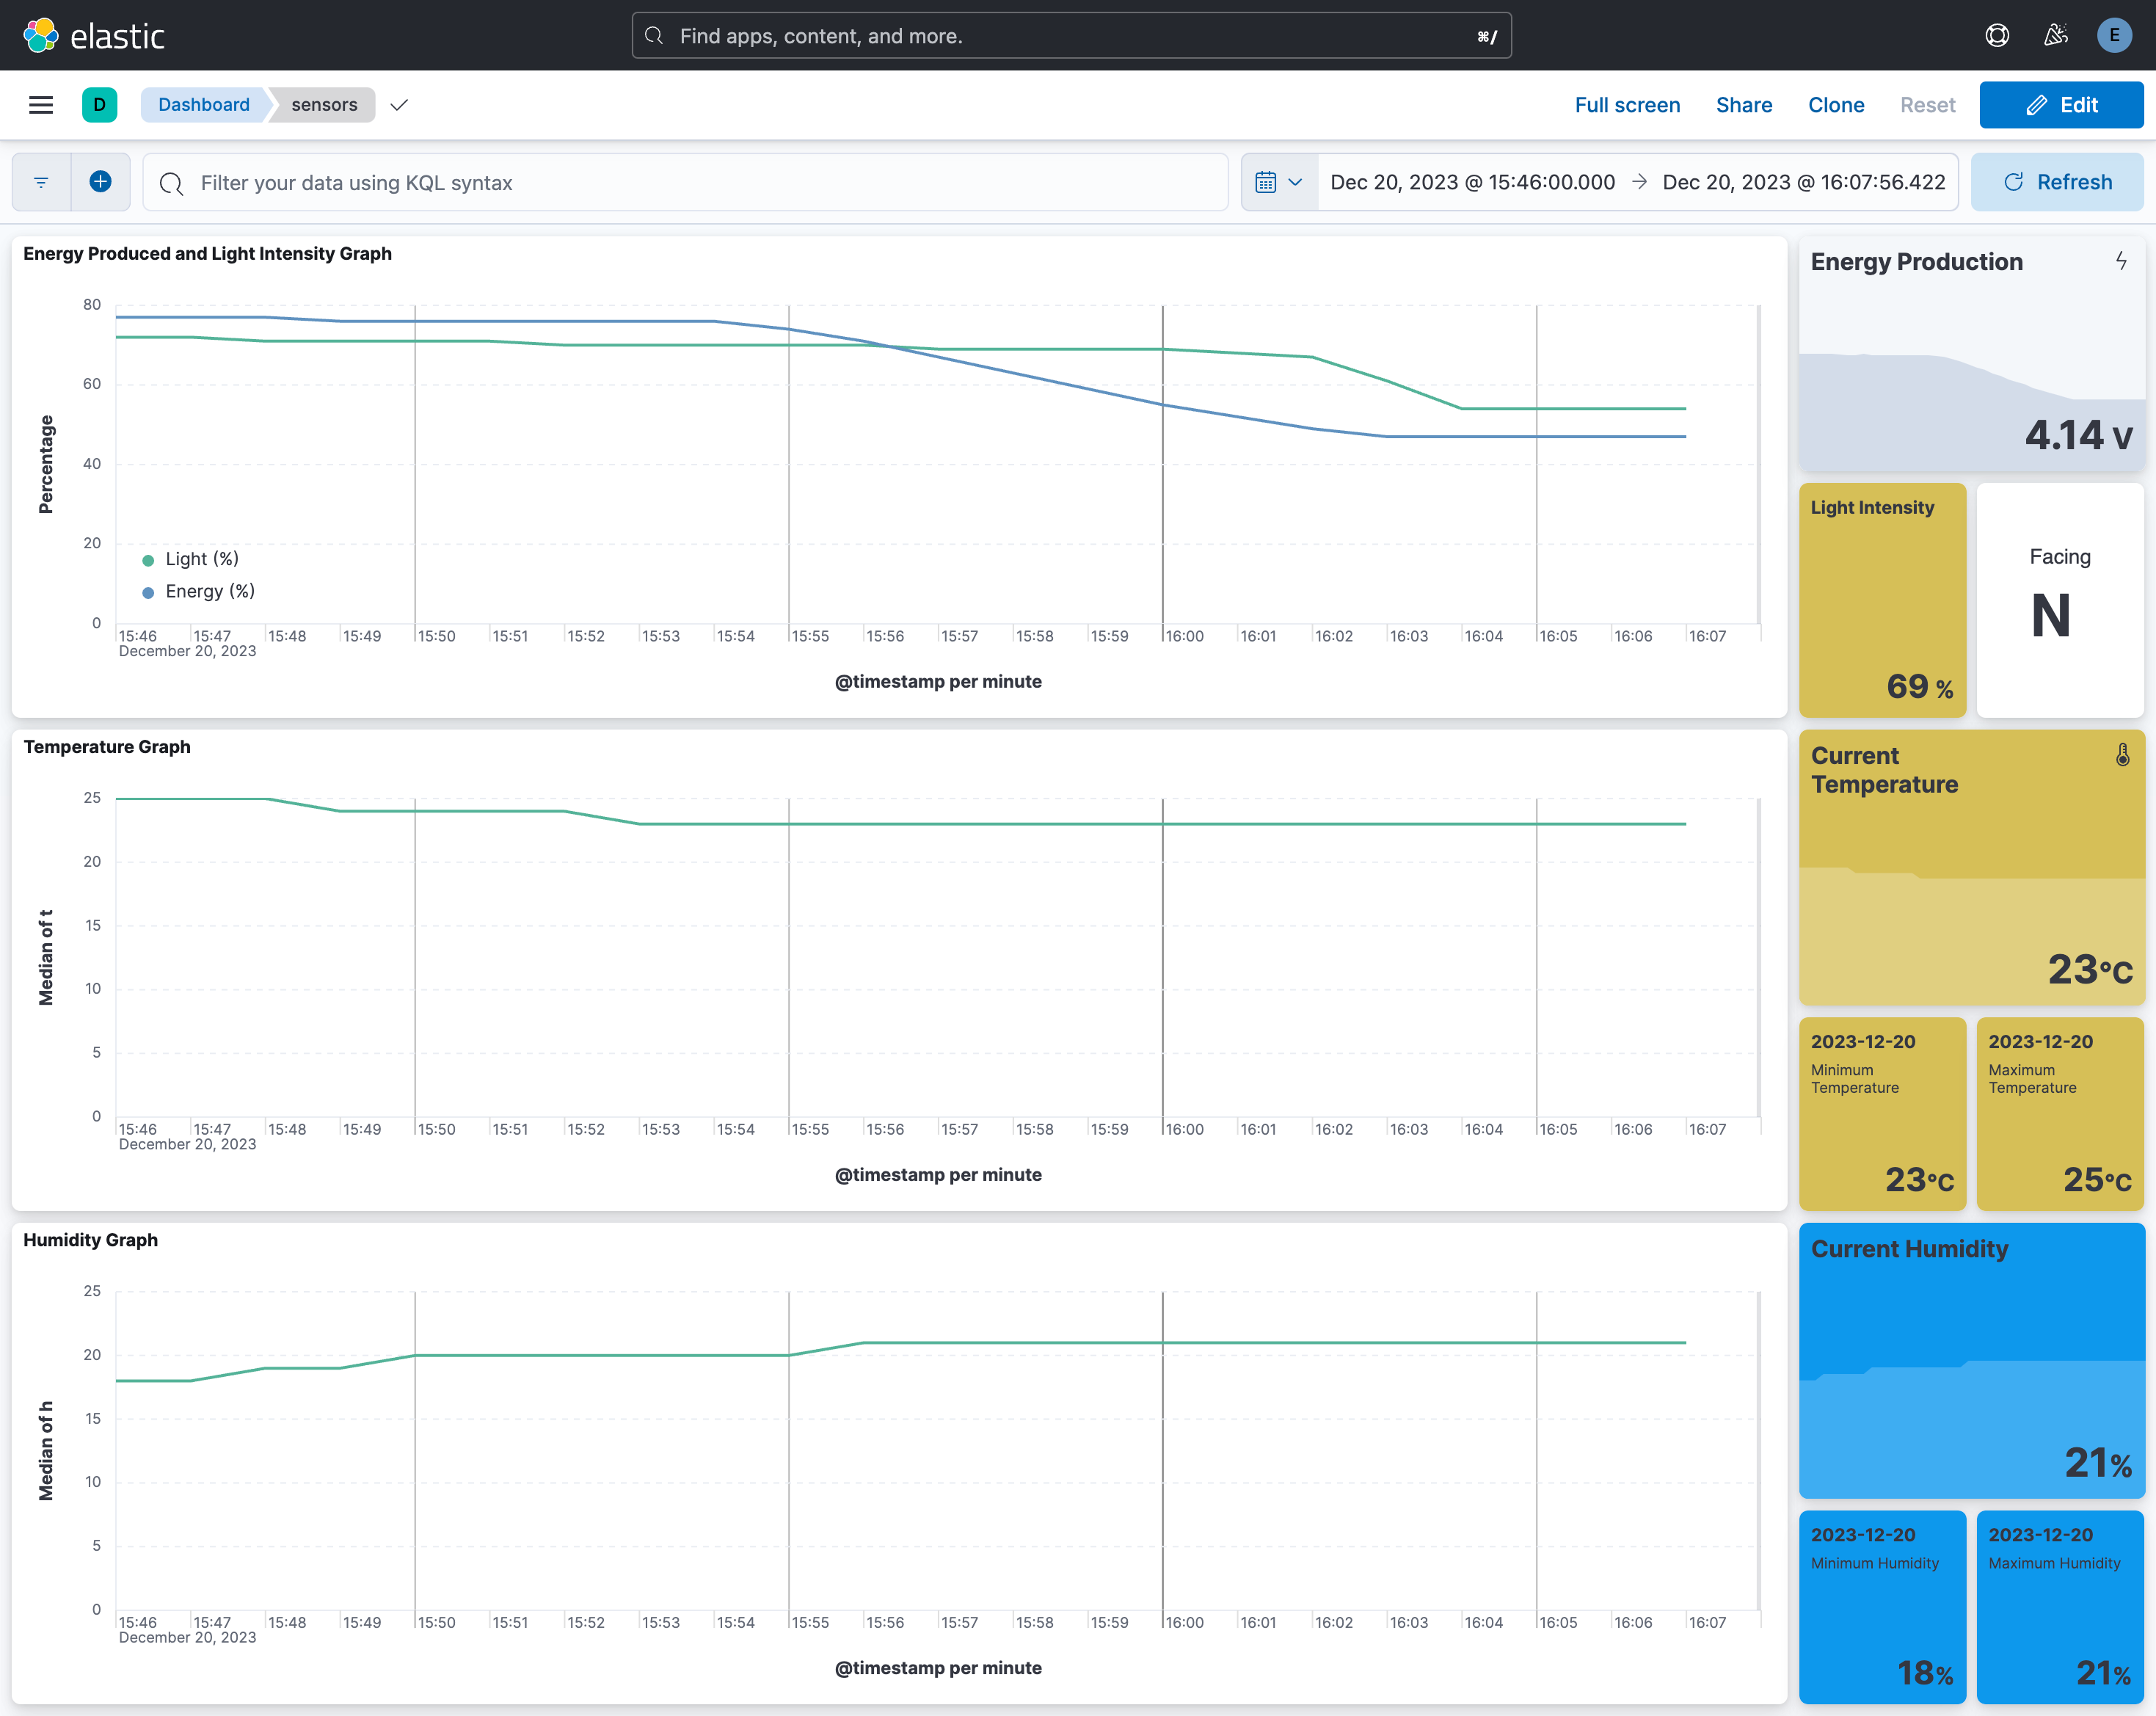 elastic
Find apps, content, and more.
⌘/
E
D
Dashboard
sensors
Full screen
Share
Clone
Reset
Edit
Filter your data using KQL syntax
Dec 20, 2023 @ 15:46:00.000 → Dec 20, 2023 @ 16:07:56.422
Refresh
Energy Produced and Light Intensity Graph
80
60
40
20
0
Percentage
Light (%)
Energy (%)
15:46 15:47 15:48 15:49 15:50 15:51 15:52 15:53 15:54 15:55 15:56 15:57 15:58 15:59 16:00 16:01 16:02 16:03 16:04 16:05 16:06 16:07
December 20, 2023
@timestamp per minute
Energy Production
4.14 V
Light Intensity
69 %
Facing
N
Temperature Graph
25
20
15
10
5
0
Median of t
15:46 15:47 15:48 15:49 15:50 15:51 15:52 15:53 15:54 15:55 15:56 15:57 15:58 15:59 16:00 16:01 16:02 16:03 16:04 16:05 16:06 16:07
December 20, 2023
@timestamp per minute
Current
Temperature
23°C
2023-12-20
Minimum
Temperature
23°C
2023-12-20
Maximum
Temperature
25°C
Humidity Graph
25
20
15
10
5
0
Median of h
15:46 15:47 15:48 15:49 15:50 15:51 15:52 15:53 15:54 15:55 15:56 15:57 15:58 15:59 16:00 16:01 16:02 16:03 16:04 16:05 16:06 16:07
December 20, 2023
@timestamp per minute
Current Humidity
21%
2023-12-20
Minimum Humidity
18%
2023-12-20
Maximum Humidity
21%